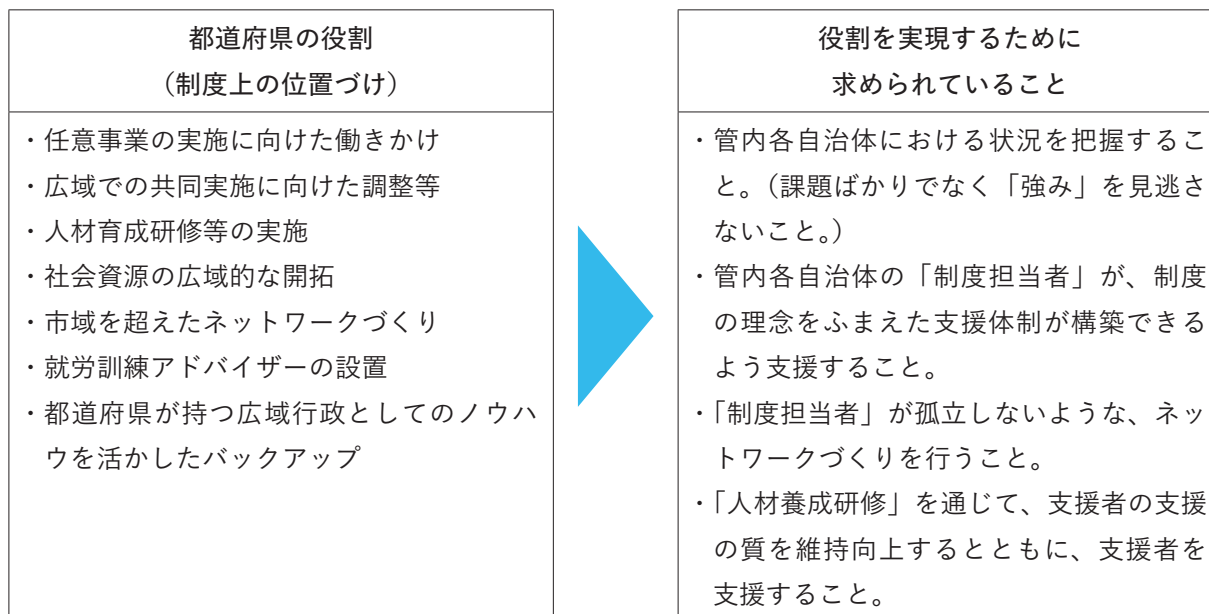 都道府県の役割
（制度上の位置づけ）
・任意事業の実施に向けた働きかけ
・広域での共同実施に向けた調整等
・人材育成研修等の実施
・社会資源の広域的な開拓
・市域を超えたネットワークづくり
・就労訓練アドバイザーの設置
・都道府県が持つ広域行政としてのノウハ
ウを活かしたバックアップ
役割を実現するために
求められていること
・管内各自治体における状況を把握するこ
と。（課題ばかりでなく「強み」を見逃さ
ないこと。）
・管内各自治体の「制度担当者」が、制度
の理念をふまえた支援体制が構築できる
よう支援すること。
・「制度担当者」が孤立しないような、ネッ
トワークづくりを行うこと。
・「人材養成研修」を通じて、支援者の支援
の質を維持向上するとともに、支援者を
支援すること。